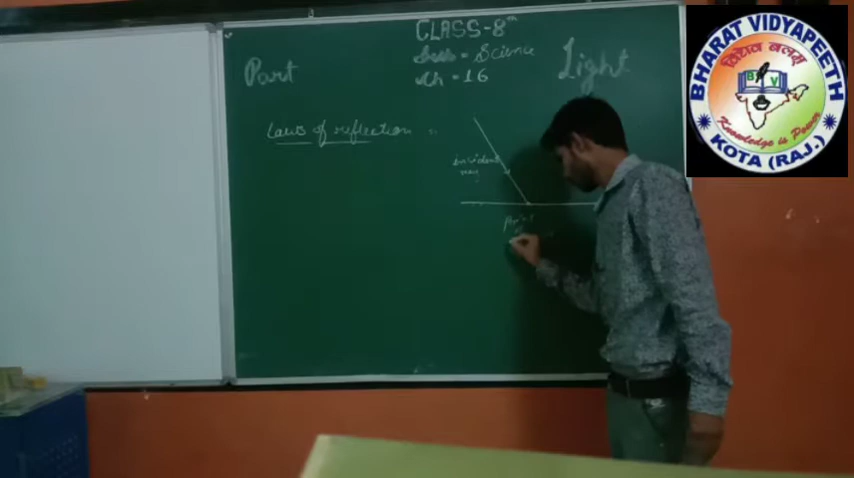 CLASS-8th
Sub = Science
Part
Ch = 16
Light
Laws of reflection =
incident
ray
point
BHARAT VIDYAPEETH
B V
Knowledge is Power
KOTA (RAJ.)